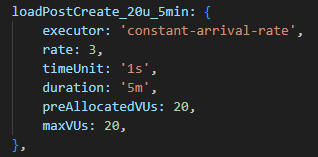 loadPostCreate_20u_5min: {
executor: 'constant-arrival-rate',
rate: 3,
timeUnit: '1s',
duration: '5m',
preAllocatedVUs: 20,
maxVUs: 20,
},